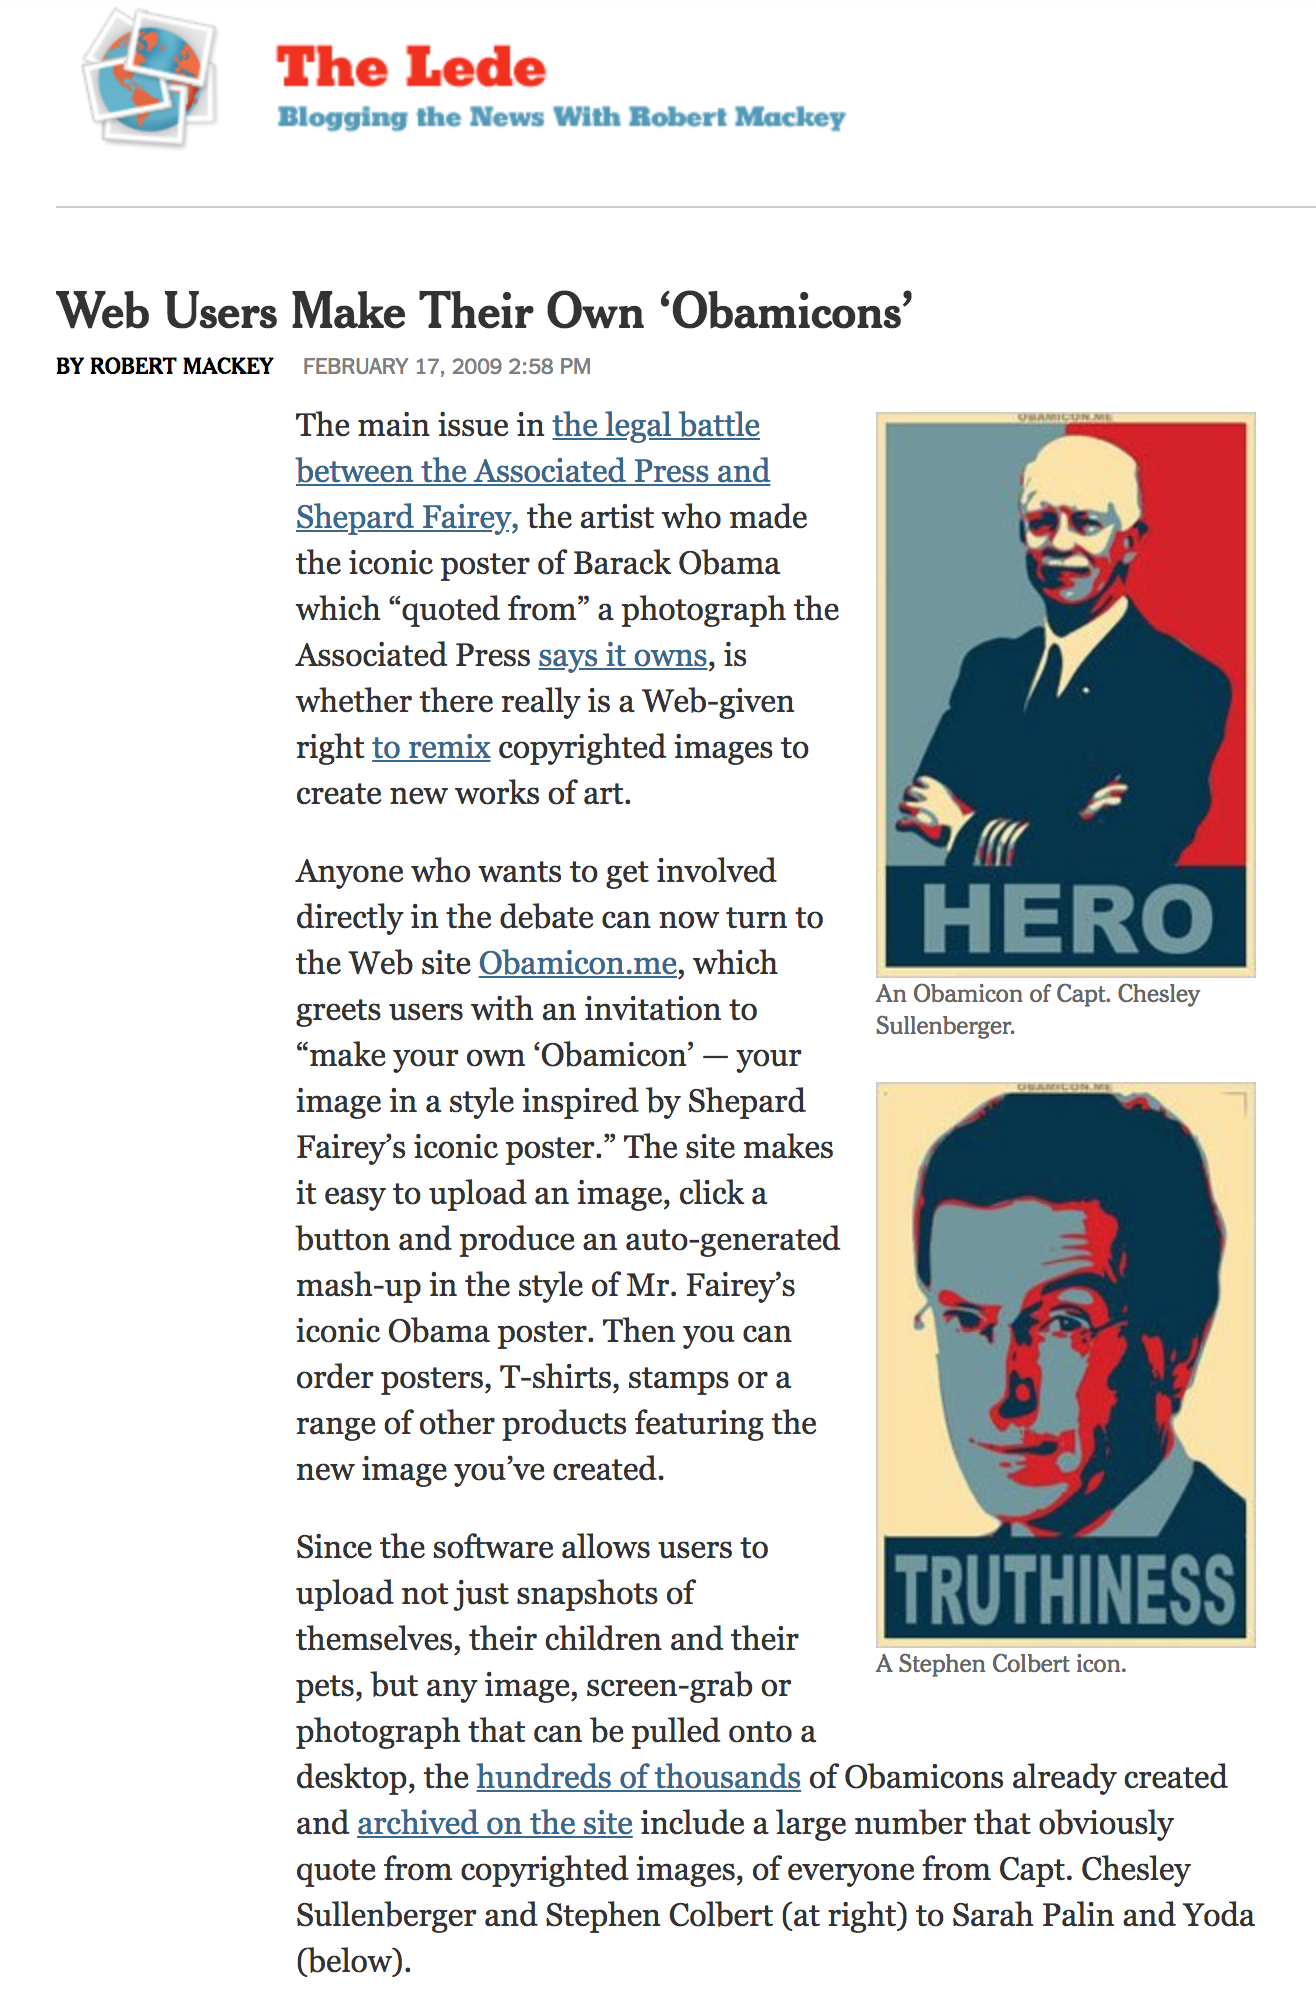 The Lede
Blogging the News With Robert Mackey
Web Users Make Their Own ‘Obamicons’
BY ROBERT MACKEY FEBRUARY 17, 2009 2:58 PM
The main issue in the legal battle
between the Associated Press and
Shepard Fairey, the artist who made
the iconic poster of Barack Obama
which “quoted from” a photograph the
Associated Press says it owns, is
whether there really is a Web-given
right to remix copyrighted images to
create new works of art.
Anyone who wants to get involved
directly in the debate can now turn to
the Web site Obamicon.me, which
greets users with an invitation to
“make your own ‘Obamicon’ — your
image in a style inspired by Shepard
Fairey’s iconic poster.” The site makes
it easy to upload an image, click a
button and produce an auto-generated
mash-up in the style of Mr. Fairey’s
iconic Obama poster. Then you can
order posters, T-shirts, stamps or a
range of other products featuring the
new image you’ve created.
Since the software allows users to
upload not just snapshots of
themselves, their children and their
pets, but any image, screen-grab or
photograph that can be pulled onto a
desktop, the hundreds of thousands of Obamicons already created
and archived on the site include a large number that obviously
quote from copyrighted images, of everyone from Capt. Chesley
Sullenberger and Stephen Colbert (at right) to Sarah Palin and Yoda
(below).
OBAMICON.ME
HERO
An Obamicon of Capt. Chesley
Sullenberger.
OBAMICON.ME
TRUTHINESS
A Stephen Colbert icon.